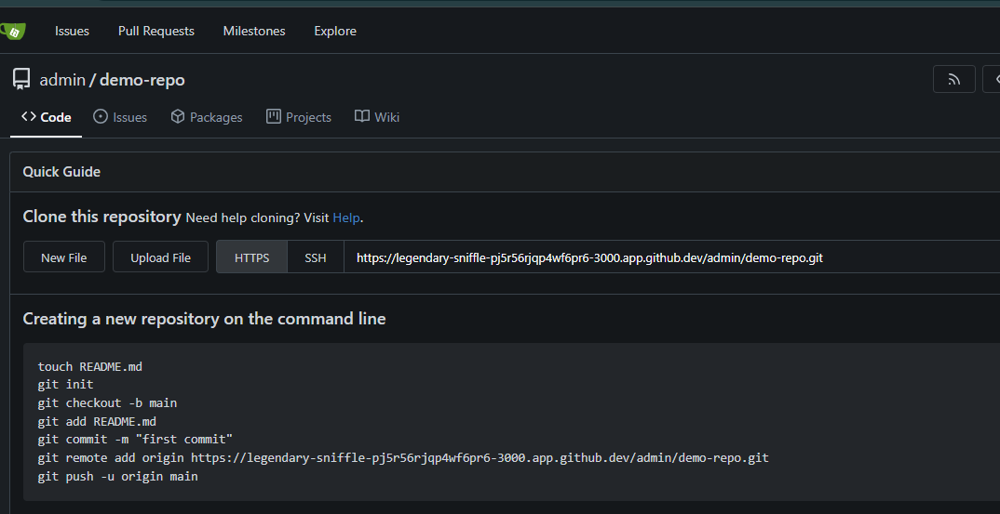 Issues Pull Requests Milestones Explore
admin / demo-repo
Code Issues Packages Projects Wiki
Quick Guide
Clone this repository Need help cloning? Visit Help.
New File Upload File HTTPS SSH https://legendary-sniffle-pj5r56rjqp4wf6pr6-3000.app.github.dev/admin/demo-repo.git
Creating a new repository on the command line
touch README.md
git init
git checkout -b main
git add README.md
git commit -m "first commit"
git remote add origin https://legendary-sniffle-pj5r56rjqp4wf6pr6-3000.app.github.dev/admin/demo-repo.git
git push -u origin main